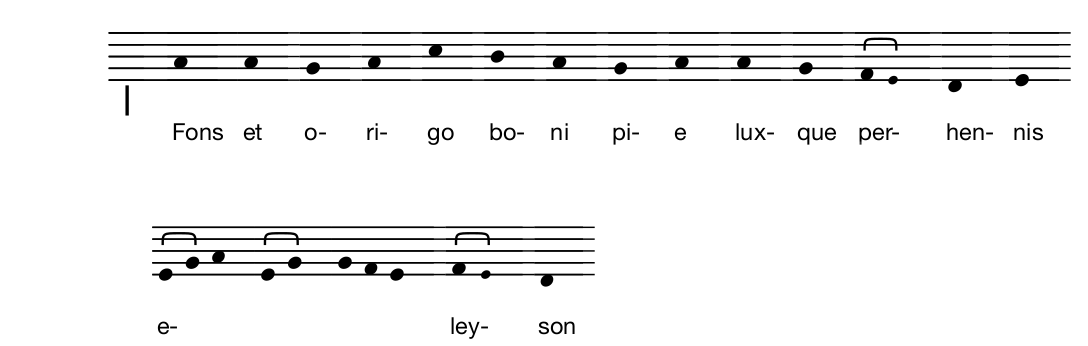 Fons et o- ri- go bo- ni pi- e lux- que per- hen- nis
e- ley- son